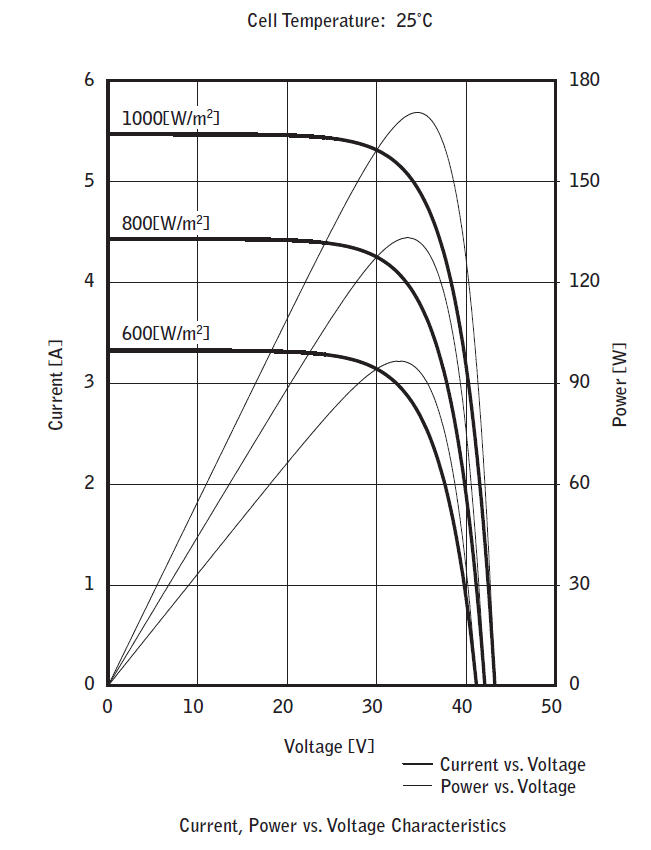 Cell Temperature: 25°C
6
180
1000[W/m²]
5
150
800[W/m²]
4
120
600[W/m²]
Current [A]
Power [W]
3
90
2
60
1
30
0
0
0
10
20
30
40
50
Voltage [V]
Current vs. Voltage
Power vs. Voltage
Current, Power vs. Voltage Characteristics